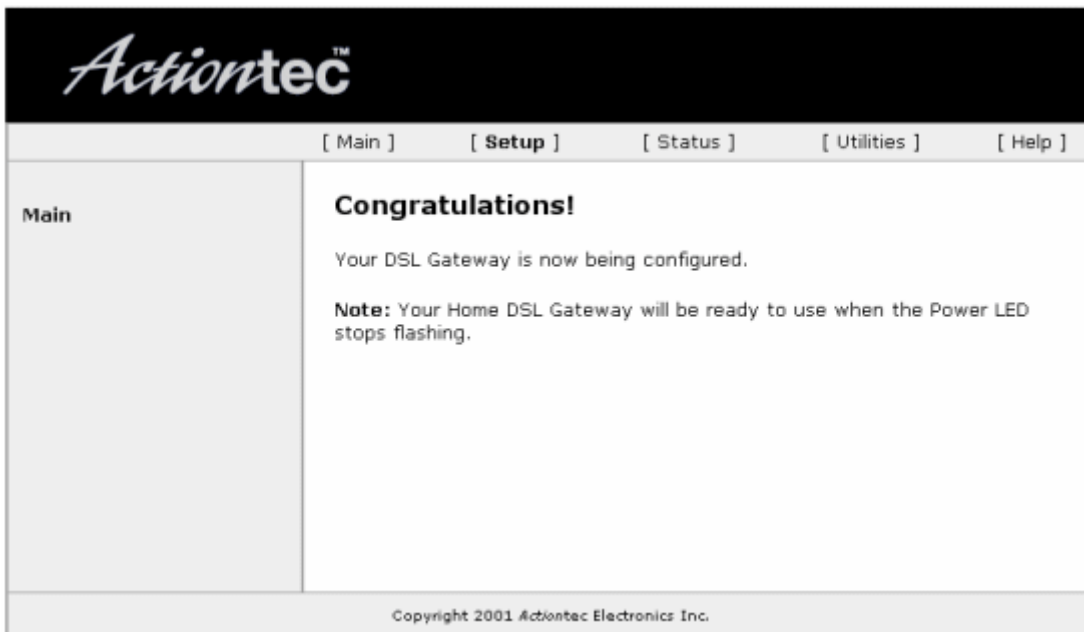 Actiontec™
[ Main ] [ Setup ] [ Status ] [ Utilities ] [ Help ]
Main
Congratulations!
Your DSL Gateway is now being configured.
Note: Your Home DSL Gateway will be ready to use when the Power LED
stops flashing.
Copyright 2001 Actiontec Electronics Inc.